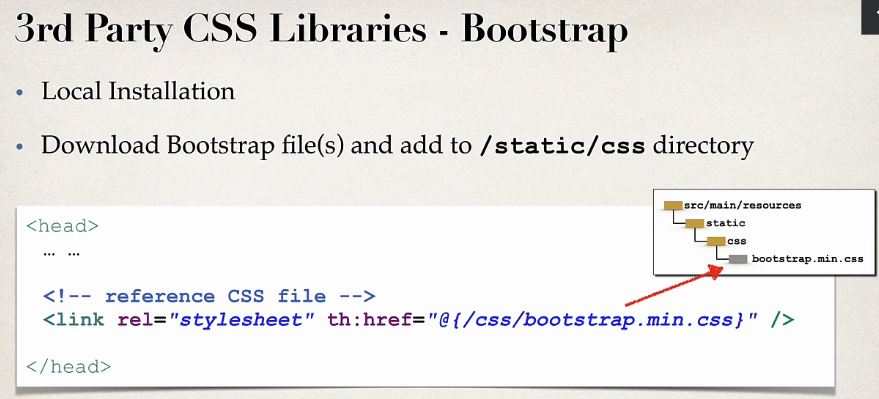 3rd Party CSS Libraries - Bootstrap
• Local Installation
• Download Bootstrap file(s) and add to /static/css directory
<head>
… …
<!-- reference CSS file -->
<link rel="stylesheet" th:href="@{/css/bootstrap.min.css}" />
</head>
src/main/resources
static
css
bootstrap.min.css